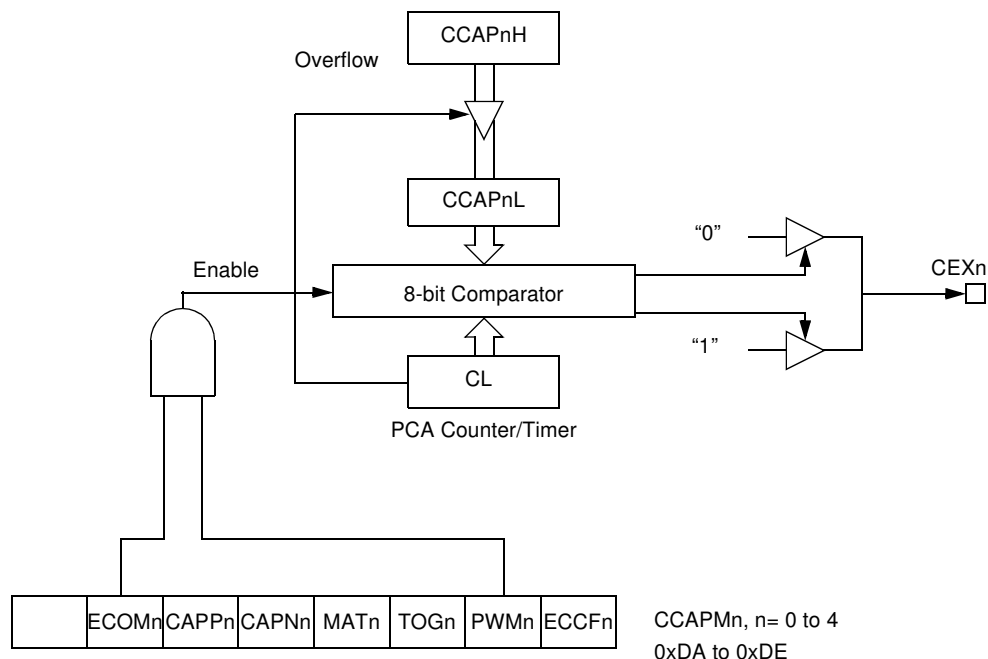 CCAPnH
Overflow
CCAPnL
“0”
Enable
CEXn
8-bit Comparator
“1”
CL
PCA Counter/Timer
ECOMn CAPPn CAPNn MATn TOGn PWMn ECCFn
CCAPMn, n= 0 to 4
0xDA to 0xDE